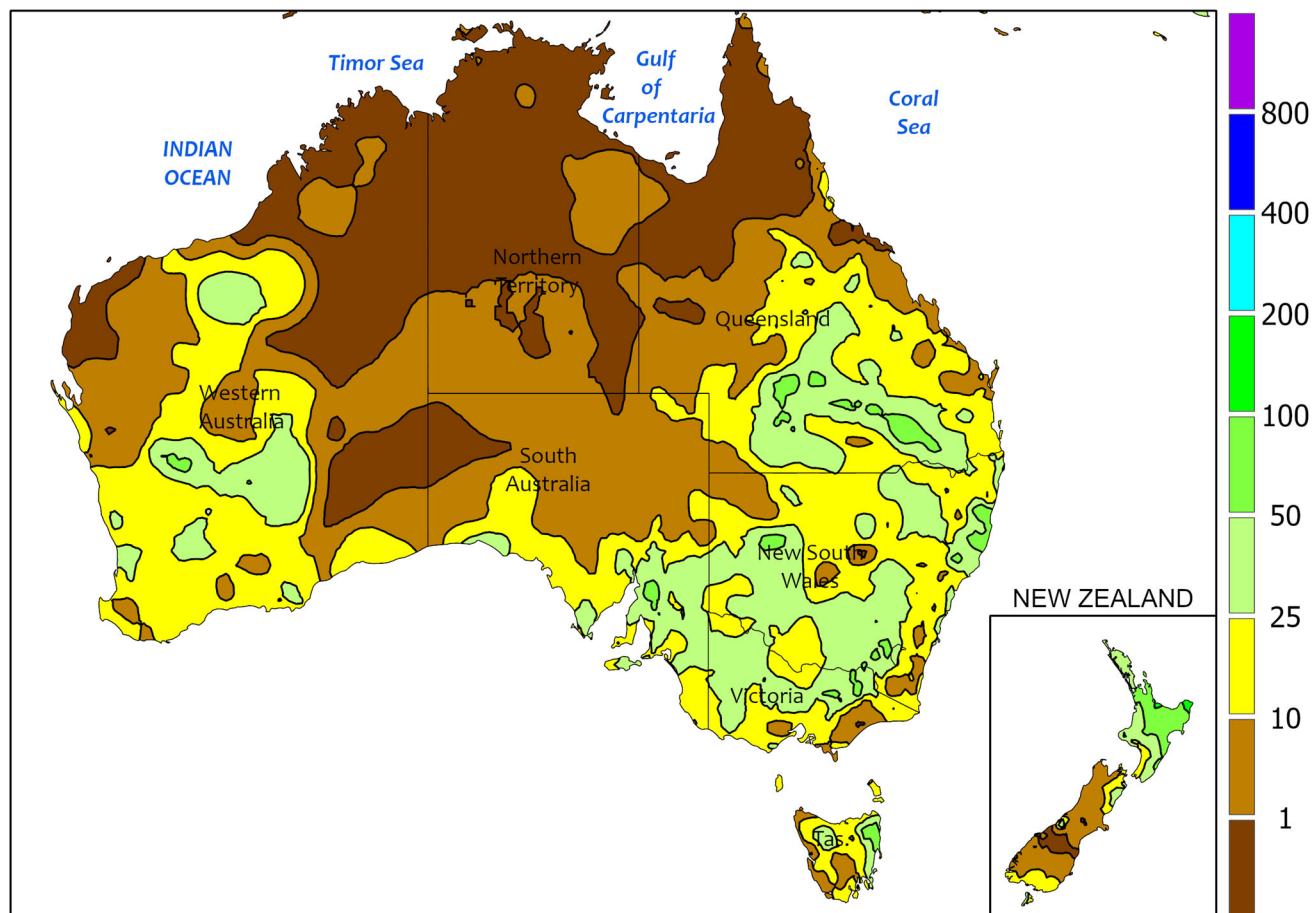 Timor Sea
Gulf
of
Carpentaria
Coral
Sea
INDIAN
OCEAN
Northern
Territory
Queensland
Western
Australia
South
Australia
New South
Wales
Victoria
Tas.
NEW ZEALAND
800
400
200
100
50
25
10
1